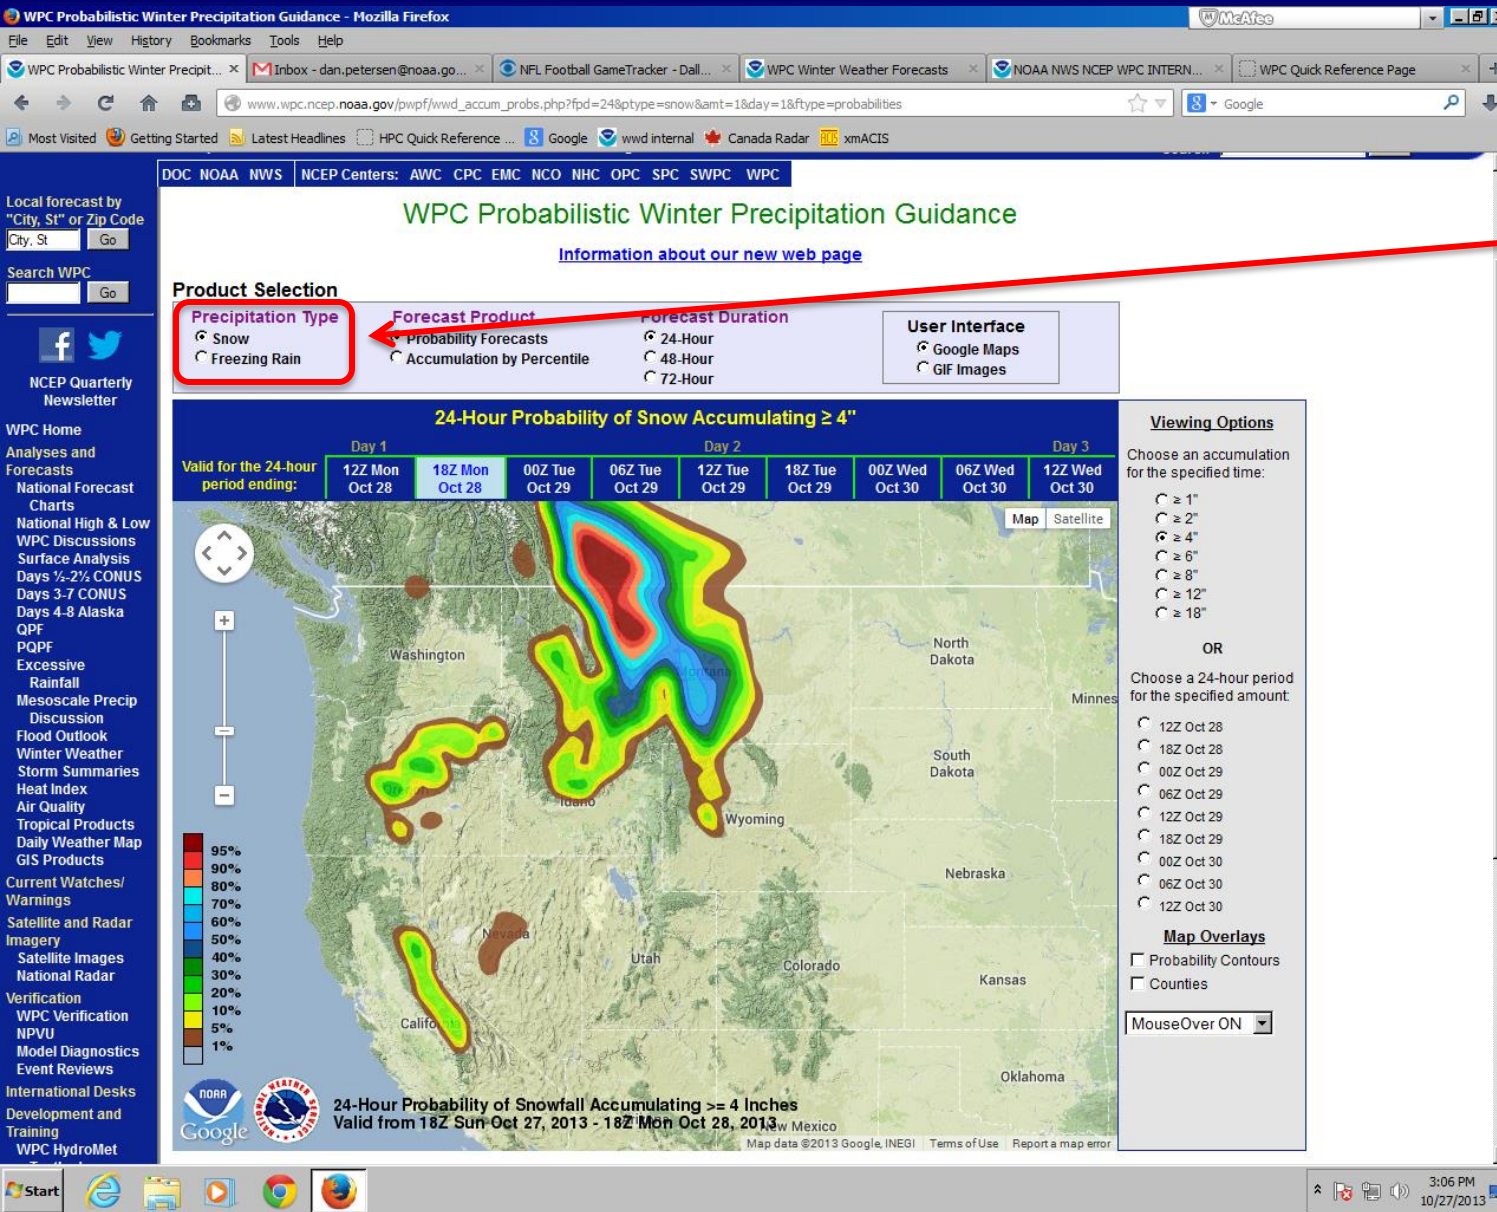 WPC Probabilistic Winter Precipitation Guidance - Mozilla Firefox
McAfee
File Edit View History Bookmarks Tools Help
WPC Probabilistic Winter Precipit...
Inbox - dan.petersen@noaa.go...
NFL Football GameTracker - Dall...
WPC Winter Weather Forecasts
NOAA NWS NCEP WPC INTERN...
WPC Quick Reference Page
www.wpc.ncep.noaa.gov/pwpf/wwd_accum_probs.php?fpd=24&ptype=snow&amt=1&day=1&ftype=probabilities
Google
Most Visited Getting Started Latest Headlines HPC Quick Reference ... Google wwd internal Canada Radar xmACIS
DOC NOAA NWS NCEP Centers: AWC CPC EMC NCO NHC OPC SPC SWPC WPC
Local forecast by
"City, St" or Zip Code
City, St Go
Search WPC
Go
NCEP Quarterly
Newsletter
WPC Home
Analyses and
Forecasts
National Forecast
Charts
National High & Low
WPC Discussions
Surface Analysis
Days ½-2½ CONUS
Days 3-7 CONUS
Days 4-8 Alaska
QPF
PQPF
Excessive
Rainfall
Mesoscale Precip
Discussion
Flood Outlook
Winter Weather
Storm Summaries
Heat Index
Air Quality
Tropical Products
Daily Weather Map
GIS Products
Current Watches/
Warnings
Satellite and Radar
Imagery
Satellite Images
National Radar
Verification
WPC Verification
NPVU
Model Diagnostics
Event Reviews
International Desks
Development and
Training
WPC HydroMet
WPC Probabilistic Winter Precipitation Guidance
Information about our new web page
Product Selection
Precipitation Type
Snow
Freezing Rain
Forecast Product
Probability Forecasts
Accumulation by Percentile
Forecast Duration
24-Hour
48-Hour
72-Hour
User Interface
Google Maps
GIF Images
24-Hour Probability of Snow Accumulating ≥ 4"
Day 1 Day 2 Day 3
Valid for the 24-hour
period ending:
12Z Mon
Oct 28
18Z Mon
Oct 28
00Z Tue
Oct 29
06Z Tue
Oct 29
12Z Tue
Oct 29
18Z Tue
Oct 29
00Z Wed
Oct 30
06Z Wed
Oct 30
12Z Wed
Oct 30
Map Satellite
Washington
Montana
North
Dakota
Minnes
South
Dakota
Oregon
Idaho
Wyoming
Nebraska
Nevada
Utah
Colorado
Kansas
California
Oklahoma
New Mexico
95%
90%
80%
70%
60%
50%
40%
30%
20%
10%
5%
1%
NOAA
Google
24-Hour Probability of Snowfall Accumulating >= 4 Inches
Valid from 18Z Sun Oct 27, 2013 - 18Z Mon Oct 28, 2013
Map data ©2013 Google, INEGI Terms of Use Report a map error
Viewing Options
Choose an accumulation
for the specified time:
≥ 1"
≥ 2"
≥ 4"
≥ 6"
≥ 8"
≥ 12"
≥ 18"
OR
Choose a 24-hour period
for the specified amount:
12Z Oct 28
18Z Oct 28
00Z Oct 29
06Z Oct 29
12Z Oct 29
18Z Oct 29
00Z Oct 30
06Z Oct 30
12Z Oct 30
Map Overlays
Probability Contours
Counties
MouseOver ON
Start
3:06 PM
10/27/2013